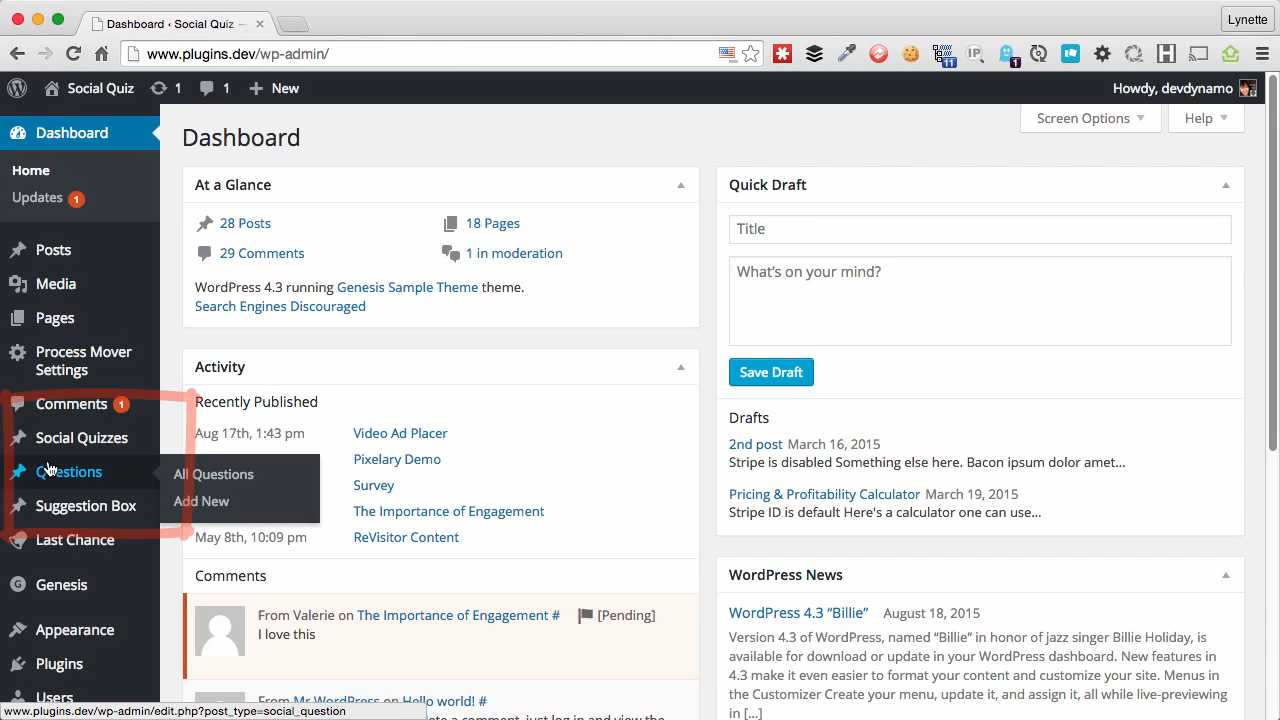 Dashboard ‹ Social Quiz —
Lynette
www.plugins.dev/wp-admin/
11
IP
1
Social Quiz
1
1
New
Howdy, devdynamo
Dashboard
Home
Updates 1
Posts
Media
Pages
Process Mover
Settings
Comments 1
Social Quizzes
Questions
Suggestion Box
Last Chance
Genesis
Appearance
Plugins
Users
All Questions
Add New
Dashboard
Screen Options
Help
At a Glance
28 Posts
18 Pages
29 Comments
1 in moderation
WordPress 4.3 running Genesis Sample Theme theme.
Search Engines Discouraged
Activity
Recently Published
Aug 17th, 1:43 pm Video Ad Placer
Pixelary Demo
Survey
The Importance of Engagement
May 8th, 10:09 pm ReVisitor Content
Comments
From Valerie on The Importance of Engagement # [Pending]
I love this
From Mr WordPress on Hello world! #
te a comment, just log in and view the
Quick Draft
Title
What's on your mind?
Save Draft
Drafts
2nd post March 16, 2015
Stripe is disabled Something else here. Bacon ipsum dolor amet…
Pricing & Profitability Calculator March 19, 2015
Stripe ID is default Here's a calculator one can use…
WordPress News
WordPress 4.3 “Billie” August 18, 2015
Version 4.3 of WordPress, named “Billie” in honor of jazz singer Billie Holiday, is
available for download or update in your WordPress dashboard. New features in
4.3 make it even easier to format your content and customize your site. Menus in
the Customizer Create your menu, update it, and assign it, all while live-previewing
in […]
www.plugins.dev/wp-admin/edit.php?post_type=social_question